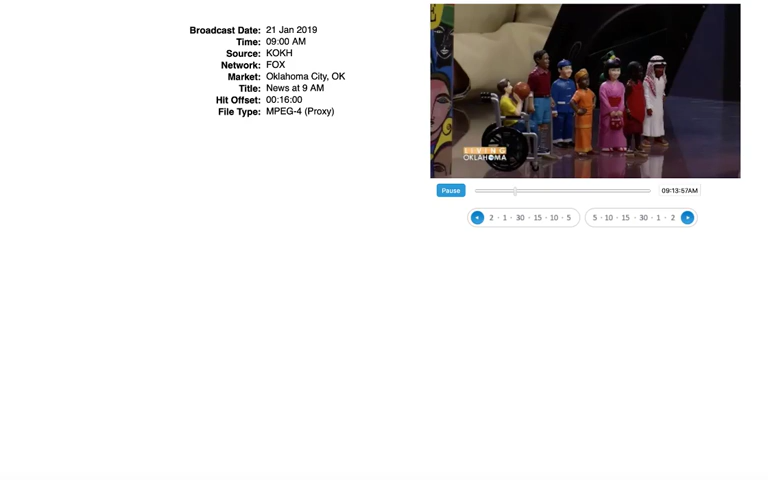 Broadcast Date: 21 Jan 2019
Time: 09:00 AM
Source: KOKH
Network: FOX
Market: Oklahoma City, OK
Title: News at 9 AM
Hit Offset: 00:16:00
File Type: MPEG-4 (Proxy)
LIVING
OKLAHOMA
Pause
09:13:57AM
2 · 1 · 30 · 15 · 10 · 5
5 · 10 · 15 · 30 · 1 · 2